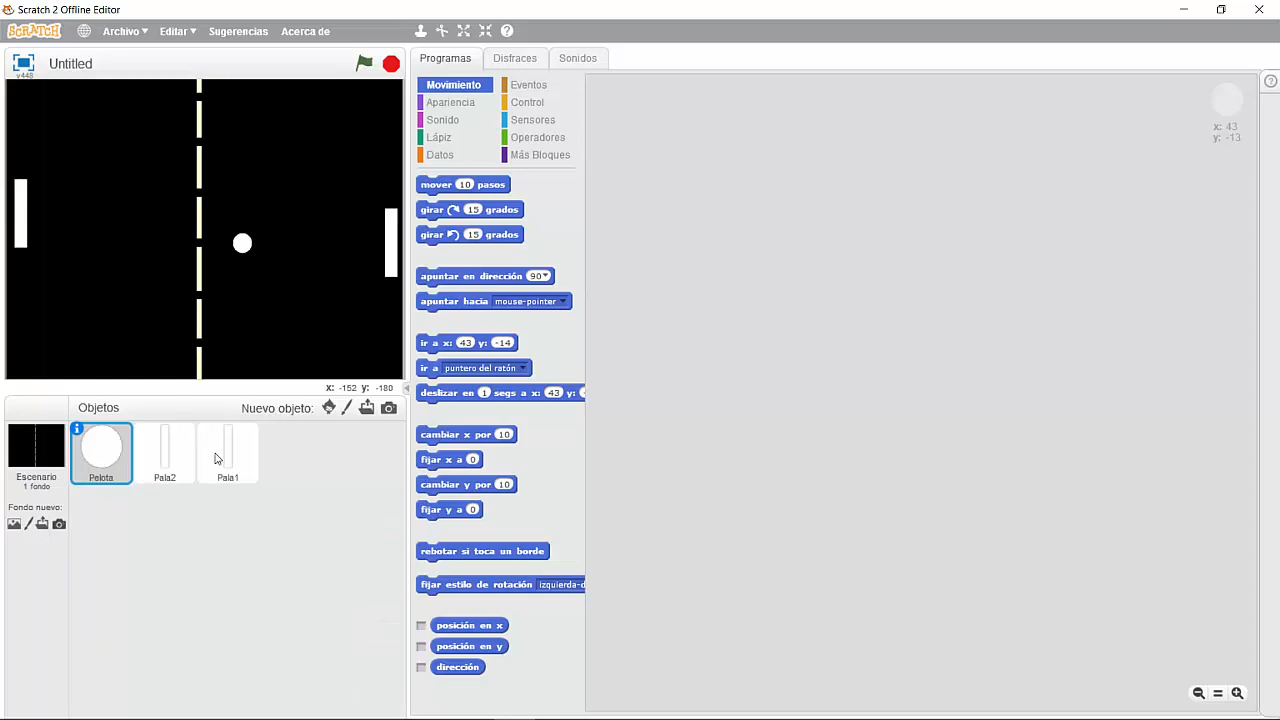 Scratch 2 Offline Editor
SCRATCH Archivo Editar Sugerencias Acerca de
v448 Untitled
Programas Disfraces Sonidos
Movimiento Eventos
Apariencia Control
Sonido Sensores
Lápiz Operadores
Datos Más Bloques
x: 43
y: -13
mover 10 pasos
girar 15 grados
girar 15 grados
apuntar en dirección 90
apuntar hacia mouse-pointer
ir a x: 43 y: -14
ir a puntero del ratón
deslizar en 1 segs a x: 43 y:
cambiar x por 10
fijar x a 0
cambiar y por 10
fijar y a 0
rebotar si toca un borde
fijar estilo de rotación izquierda-d
posición en x
posición en y
dirección
x: -152 y: -180
Objetos Nuevo objeto:
Escenario
1 fondo
Fondo nuevo:
Pelota Pala2 Pala1